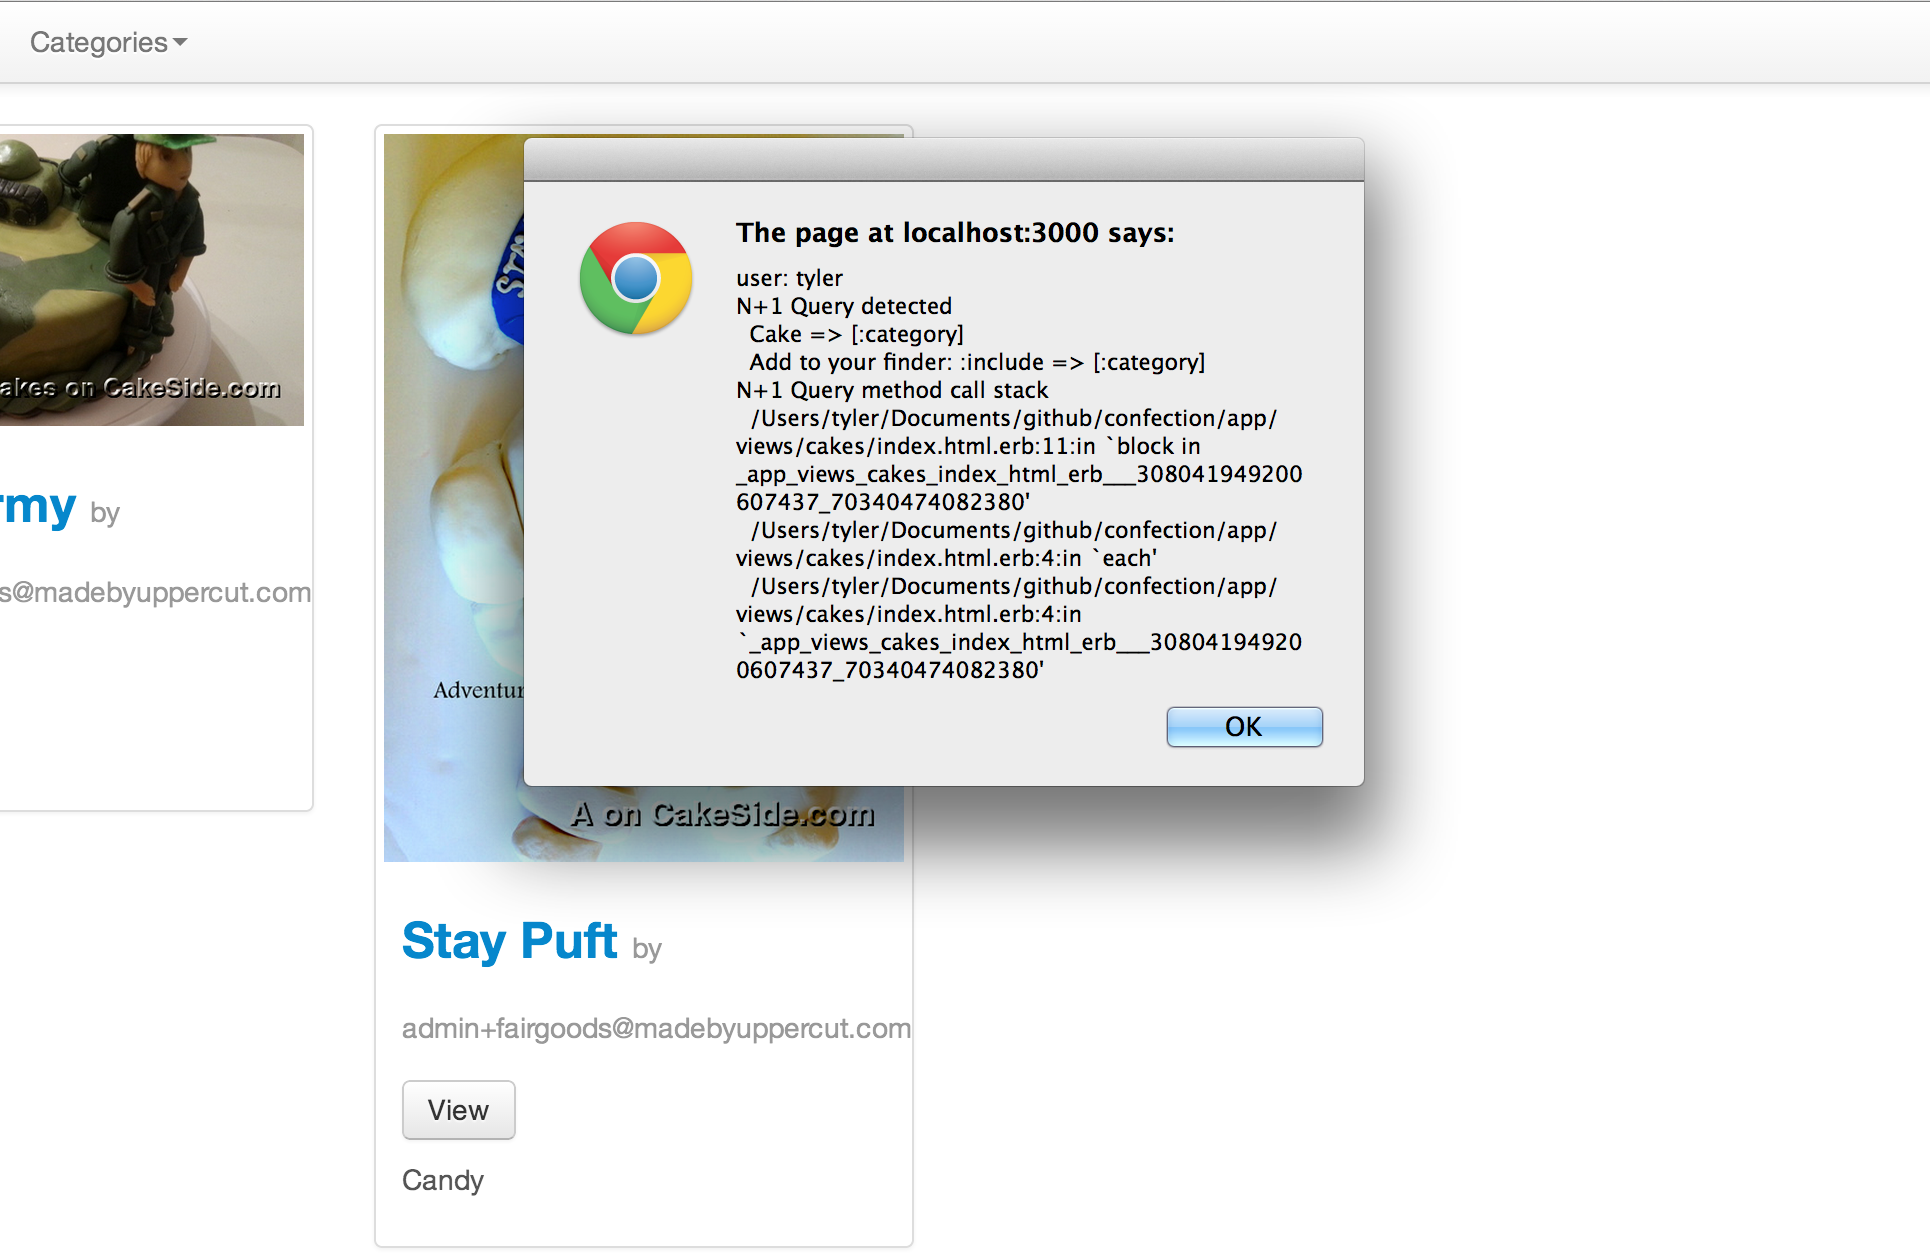 Categories
akes on CakeSide.com
rmy by
s@madebyuppercut.com
The page at localhost:3000 says:
user: tyler
N+1 Query detected
Cake => [:category]
Add to your finder: :include => [:category]
N+1 Query method call stack
/Users/tyler/Documents/github/confection/app/
views/cakes/index.html.erb:11:in `block in
_app_views_cakes_index_html_erb___308041949200
607437_70340474082380'
/Users/tyler/Documents/github/confection/app/
views/cakes/index.html.erb:4:in `each'
/Users/tyler/Documents/github/confection/app/
views/cakes/index.html.erb:4:in
`_app_views_cakes_index_html_erb___30804194920
0607437_70340474082380'
OK
Adventur
A on CakeSide.com
Stay Puft by
admin+fairgoods@madebyuppercut.com
View
Candy